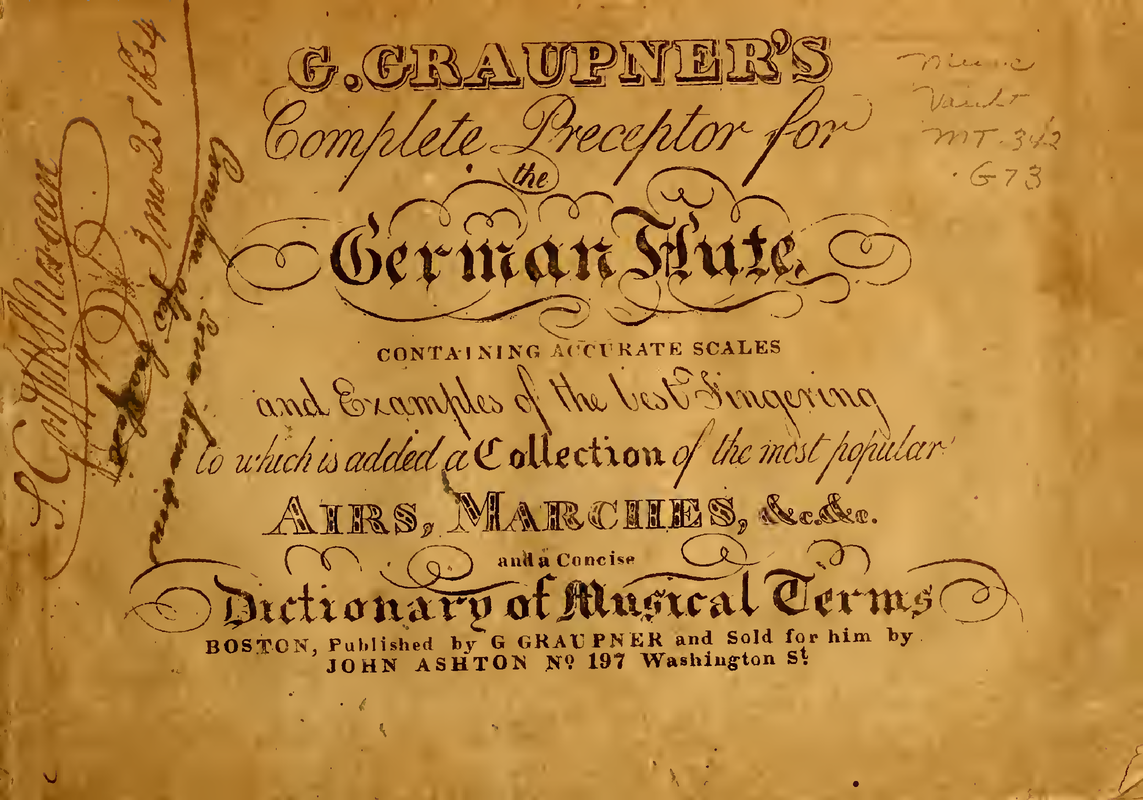 G. GRAUPNER'S
Complete Preceptor for
the
German Flute,
CONTAINING ACCURATE SCALES
and Examples of the best Fingering
to which is added a Collection of the most popular
AIRS, MARCHES, &c. &c.
and a Concise
Dictionary of Musical Terms
BOSTON, Published by G GRAUPNER and Sold for him by
JOHN ASHTON No 197 Washington St
Music
Vault
MT. 342
.G73
25 1834